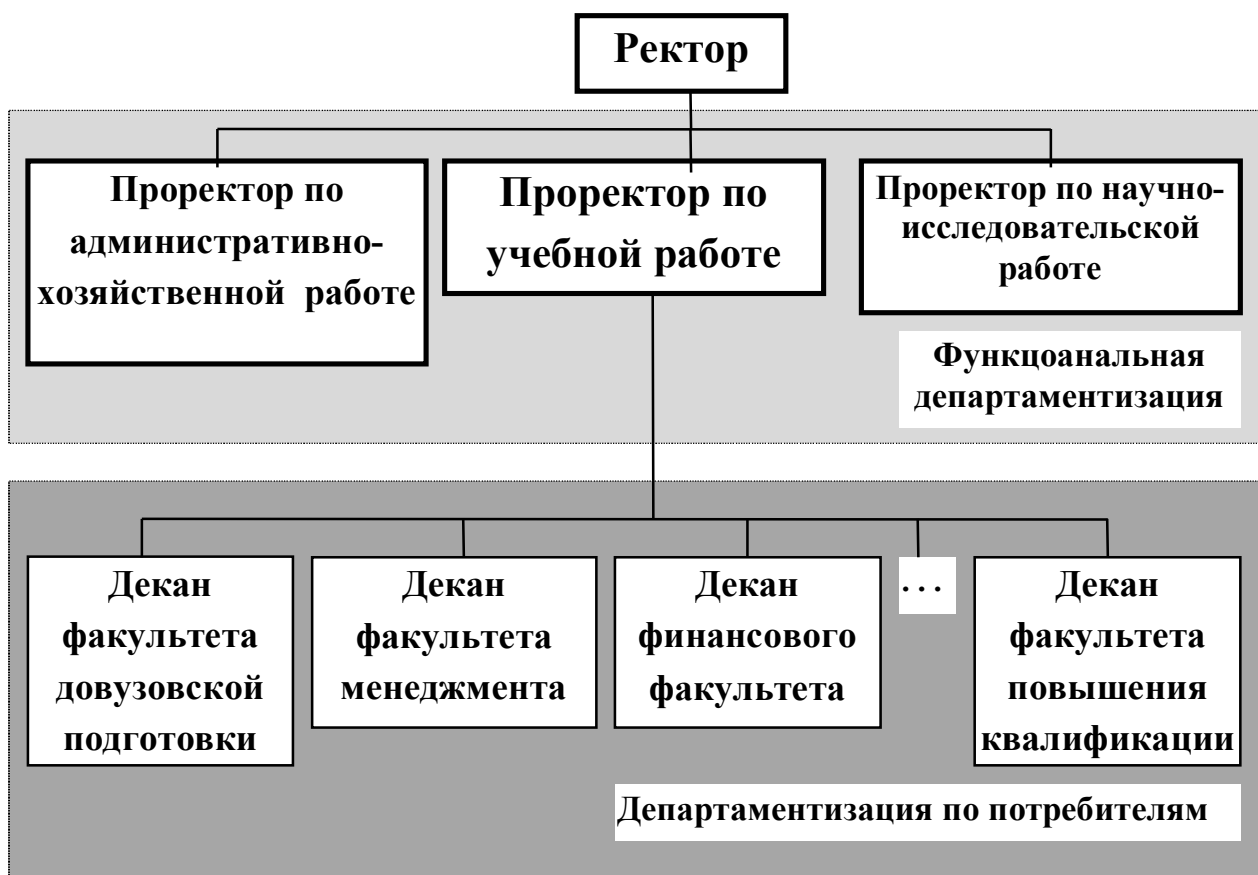 Ректор
Проректор по
административно-
хозяйственной работе
Проректор по
учебной работе
Проректор по научно-
исследовательской
работе
Функцоанальная
департаментизация
Декан
факультета
довузовской
подготовки
Декан
факультета
менеджмента
Декан
финансового
факультета
...
Декан
факультета
повышения
квалификации
Департаментизация по потребителям